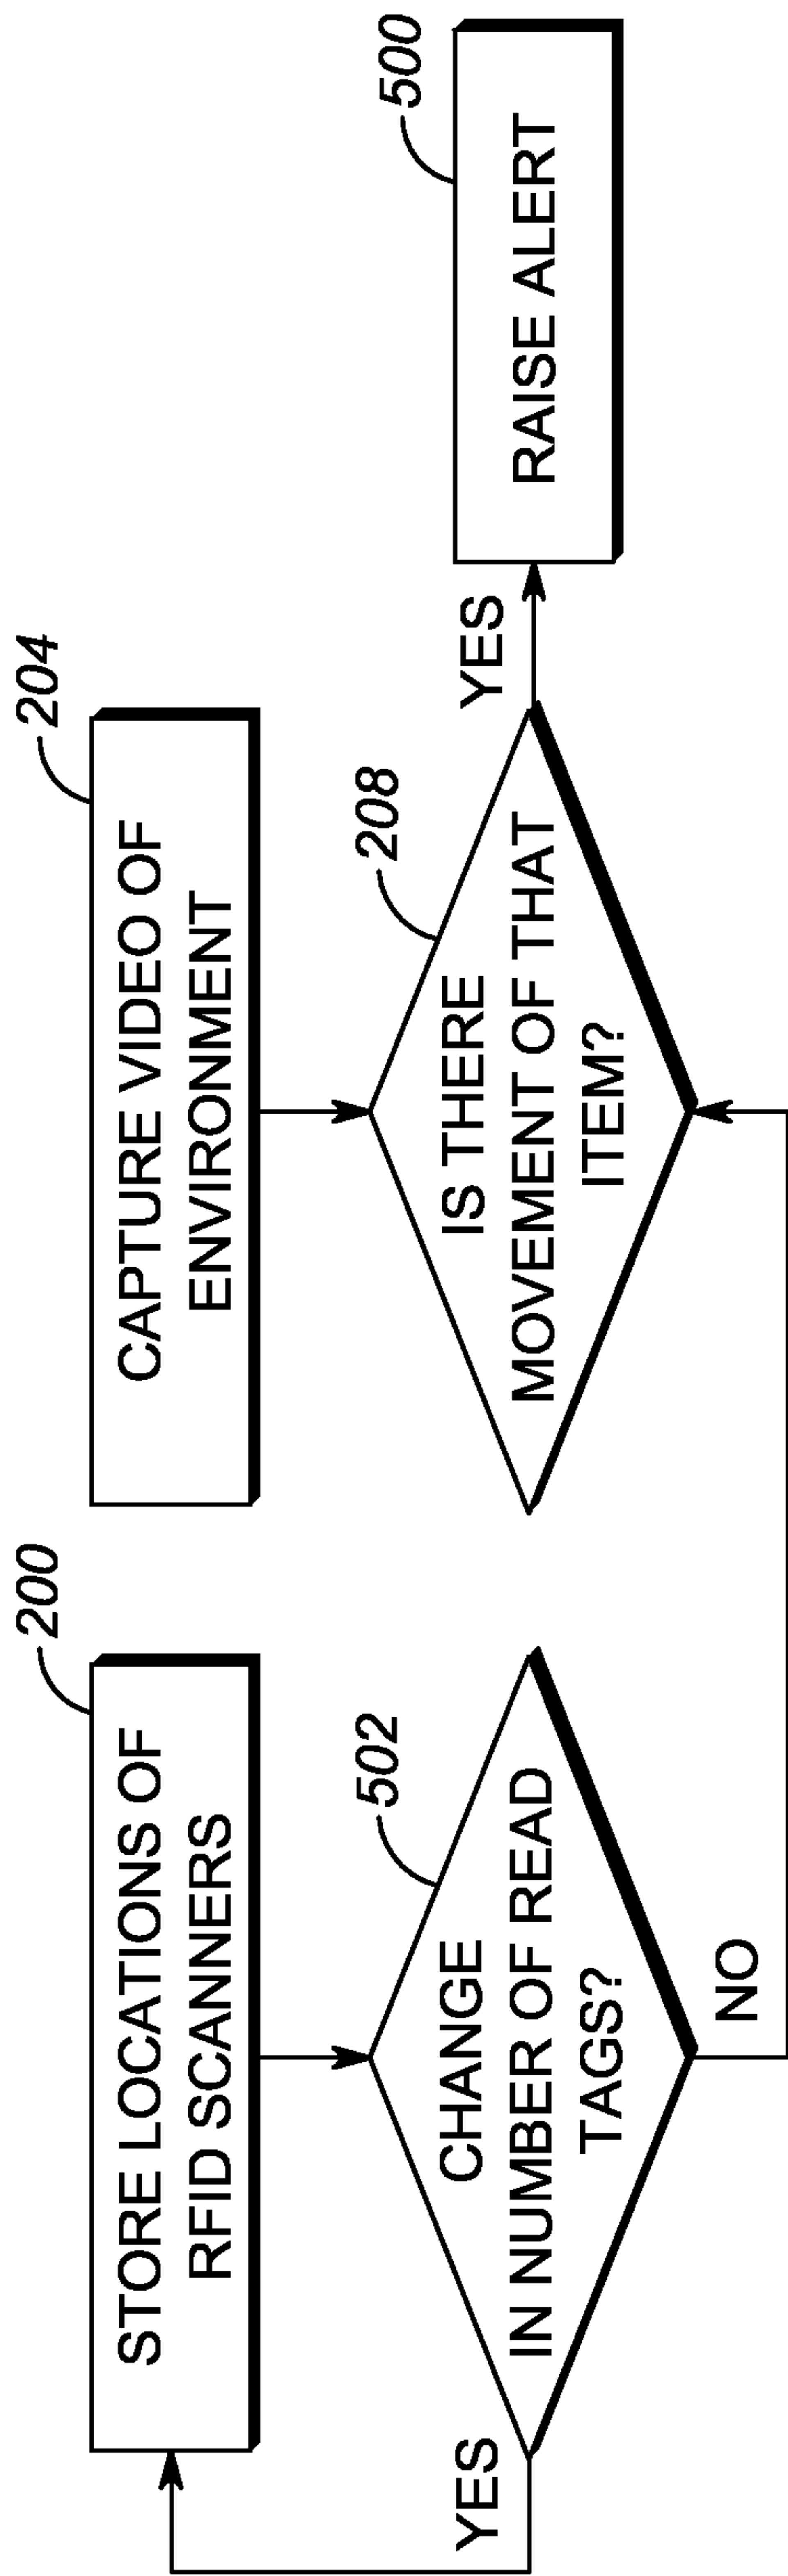 200
STORE LOCATIONS OF
RFID SCANNERS
204
CAPTURE VIDEO OF
ENVIRONMENT
502
CHANGE
IN NUMBER OF READ
TAGS?
YES
NO
208
IS THERE
MOVEMENT OF THAT
ITEM?
YES
500
RAISE ALERT